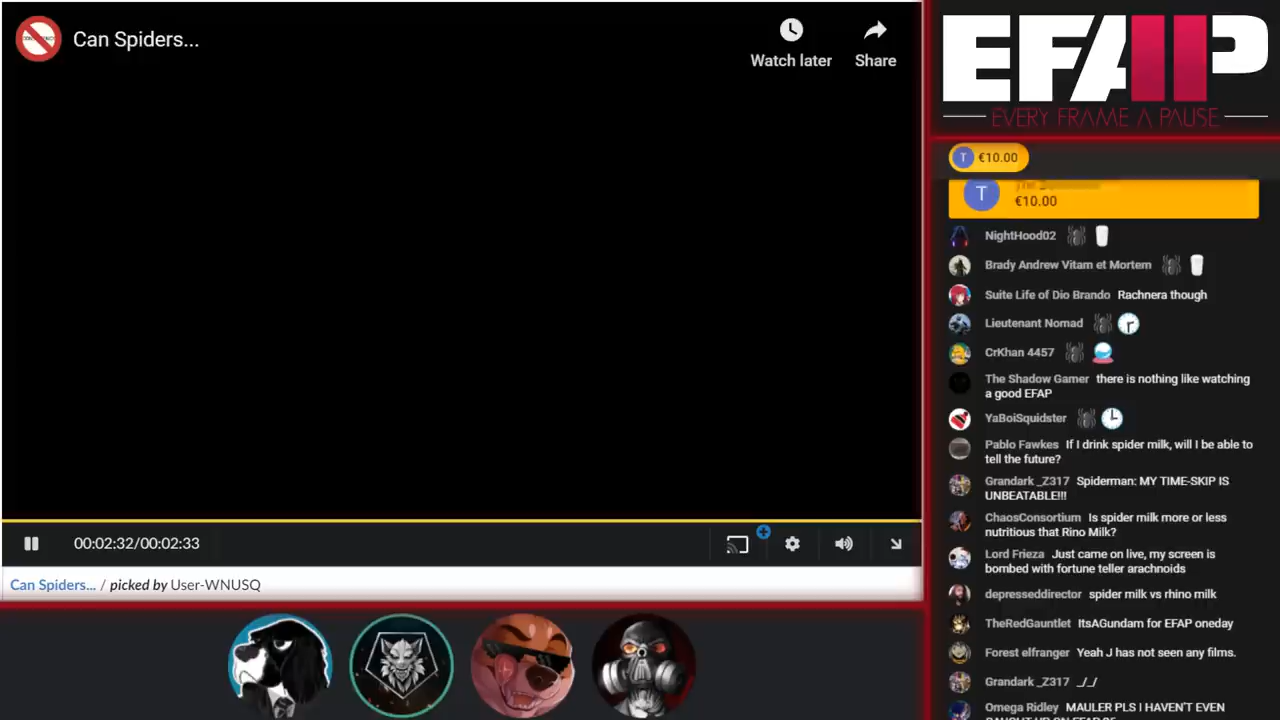 Can Spiders...
Watch later
Share
EFAP
EVERY FRAME A PAUSE
T €10.00
T
€10.00
NightHood02
Brady Andrew Vitam et Mortem
Suite Life of Dio Brando Rachnera though
Lieutenant Nomad
CrKhan 4457
The Shadow Gamer there is nothing like watching
a good EFAP
YaBoiSquidster
Pablo Fawkes If I drink spider milk, will I be able to
tell the future?
Grandark _Z317 Spiderman: MY TIME-SKIP IS
UNBEATABLE!!!
ChaosConsortium Is spider milk more or less
nutritious that Rino Milk?
Lord Frieza Just came on live, my screen is
bombed with fortune teller arachnoids
depresseddirector spider milk vs rhino milk
TheRedGauntlet ItsAGundam for EFAP oneday
Forest elfranger Yeah J has not seen any films.
Grandark _Z317 _/_/
Omega Ridley MAULER PLS I HAVEN'T EVEN
00:02:32/00:02:33
Can Spiders... / picked by User-WNUSQ